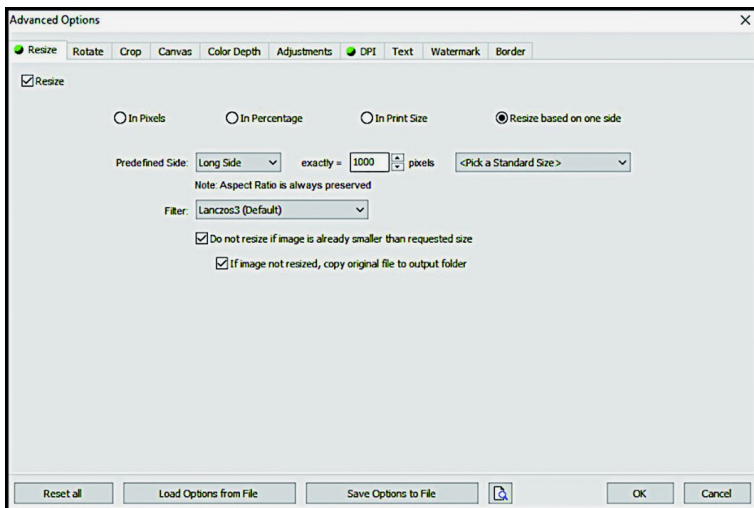 Advanced Options
Resize Rotate Crop Canvas Color Depth Adjustments DPI Text Watermark Border
Resize
In Pixels In Percentage In Print Size Resize based on one side
Predefined Side: Long Side exactly = 1000 pixels <Pick a Standard Size>
Note: Aspect Ratio is always preserved
Filter: Lanczos3 (Default)
Do not resize if image is already smaller than requested size
If image not resized, copy original file to output folder
Reset all Load Options from File Save Options to File OK Cancel